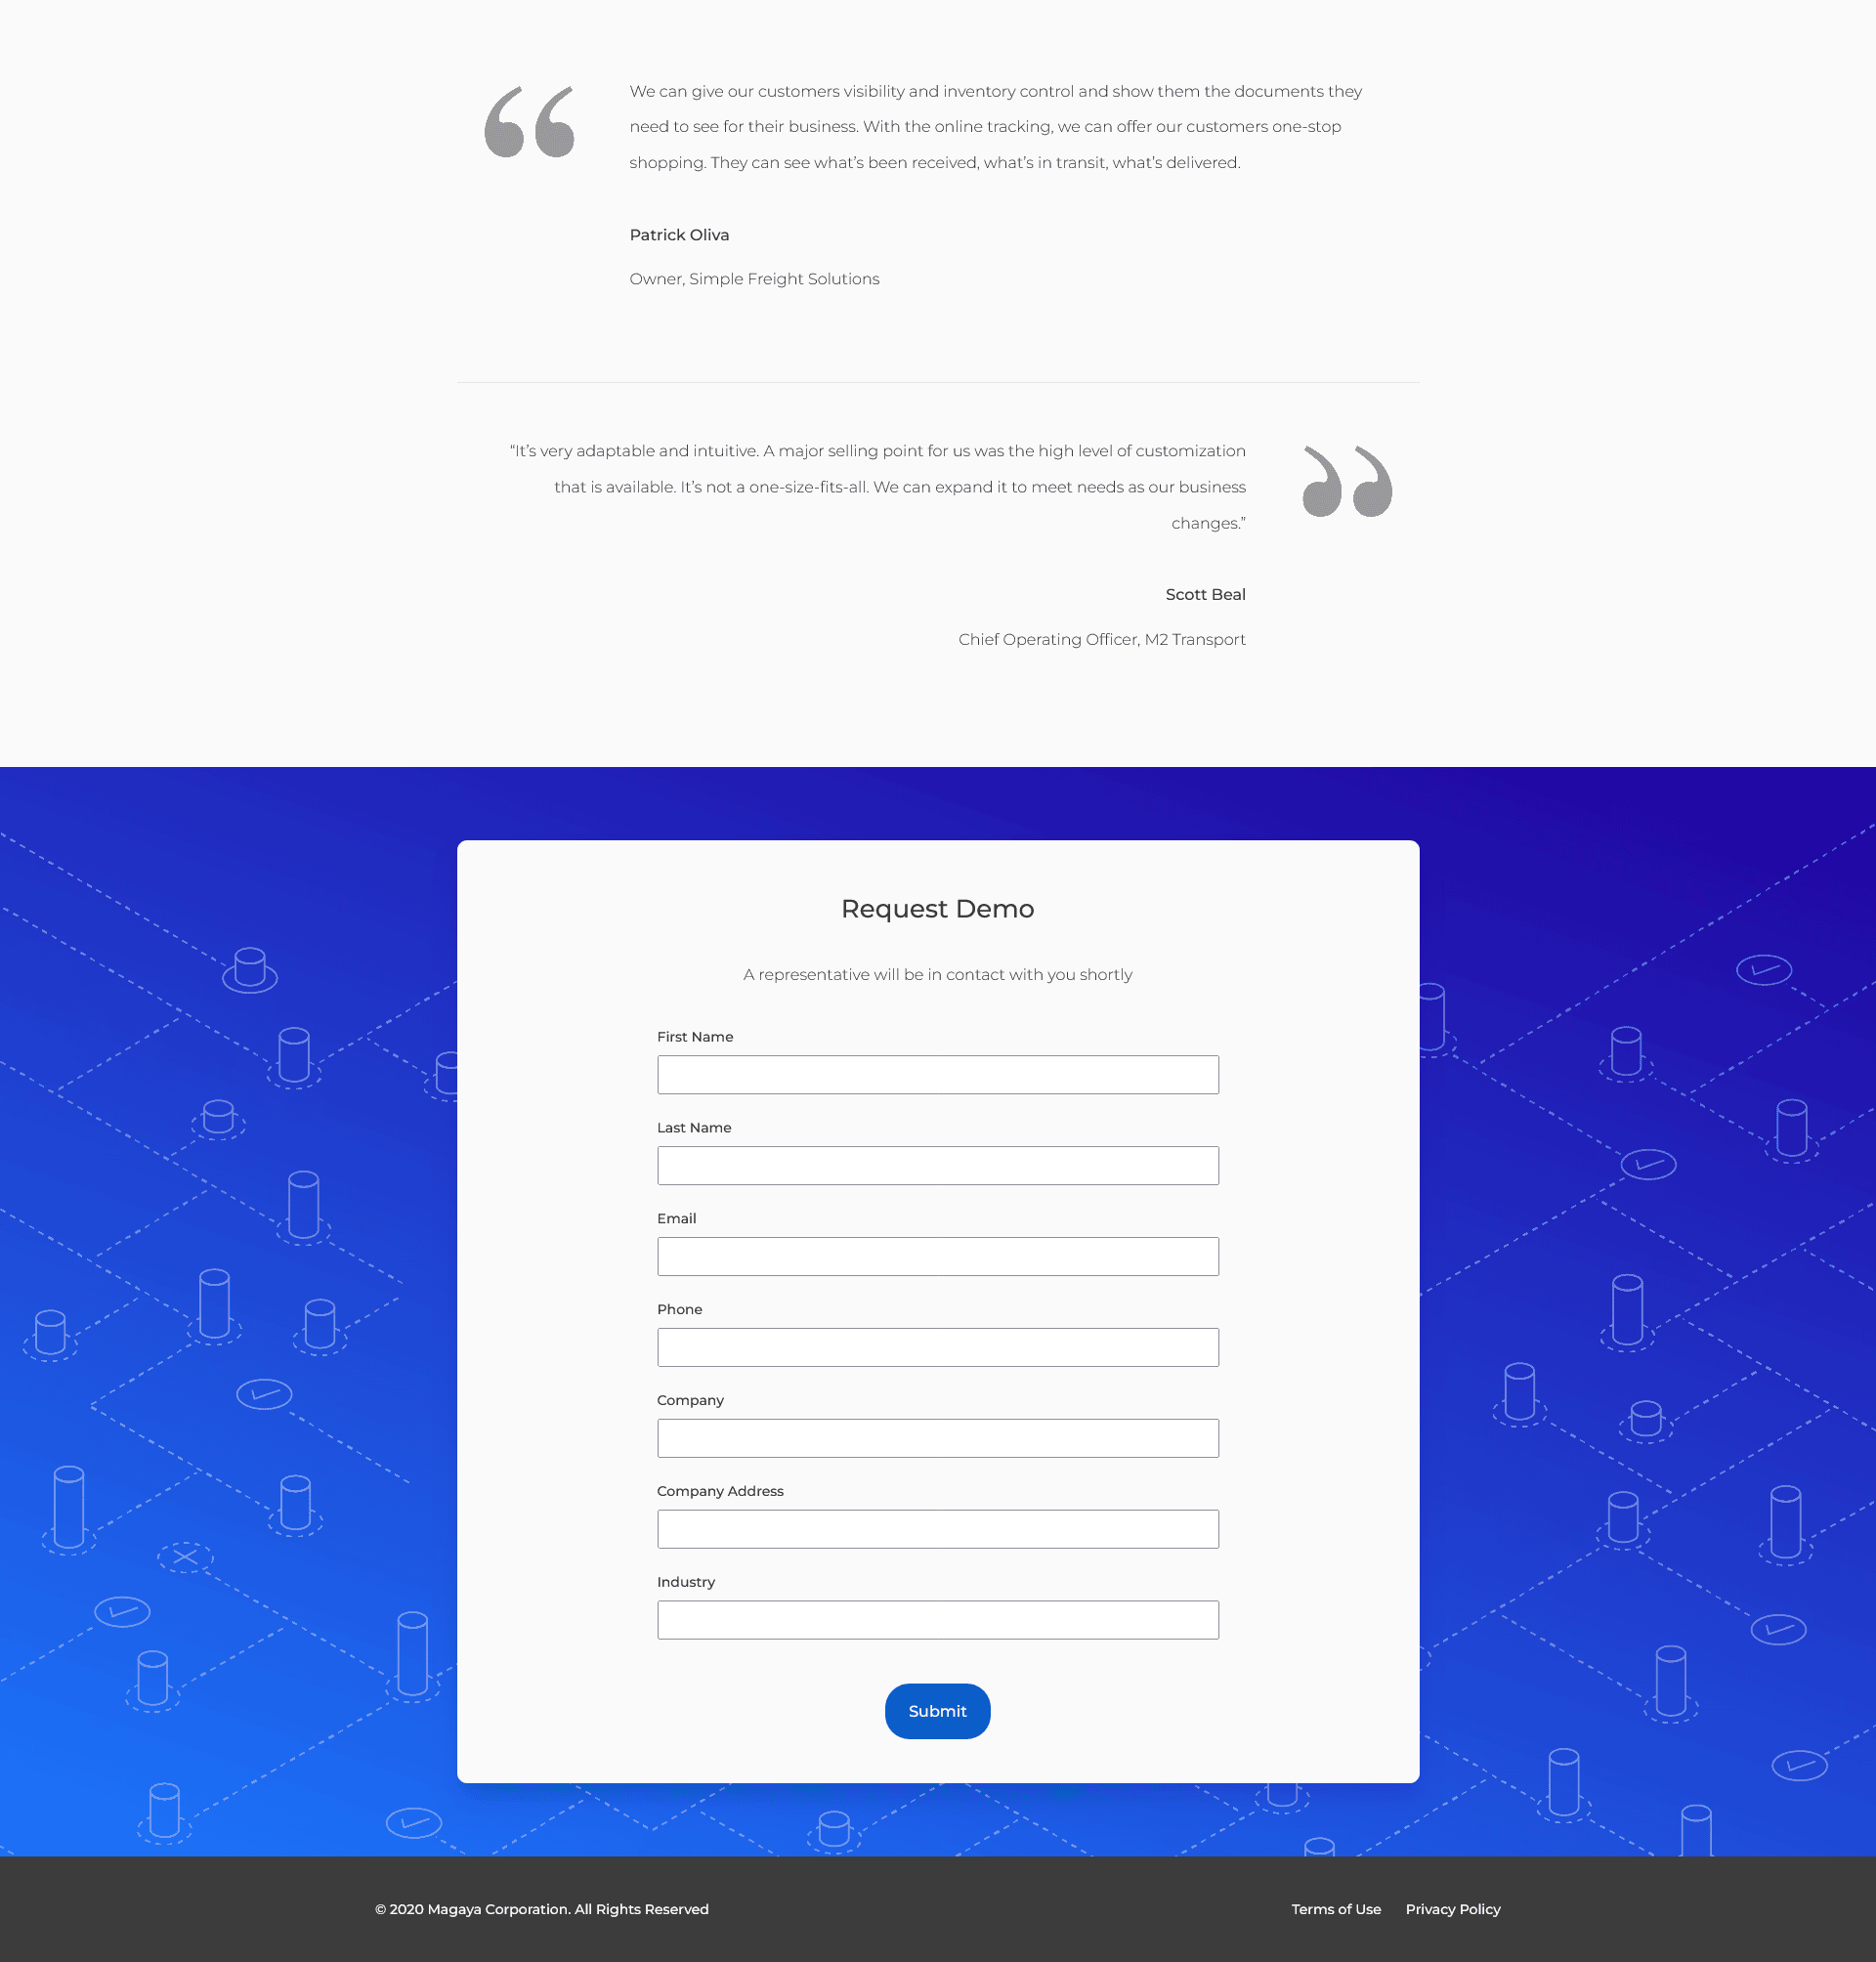 We can give our customers visibility and inventory control and show them the documents they
need to see for their business. With the online tracking, we can offer our customers one-stop
shopping. They can see what’s been received, what’s in transit, what’s delivered.
Patrick Oliva
Owner, Simple Freight Solutions
“It’s very adaptable and intuitive. A major selling point for us was the high level of customization
that is available. It’s not a one-size-fits-all. We can expand it to meet needs as our business
changes.”
Scott Beal
Chief Operating Officer, M2 Transport
Request Demo
A representative will be in contact with you shortly
First Name
Last Name
Email
Phone
Company
Company Address
Industry
Submit
© 2020 Magaya Corporation. All Rights Reserved
Terms of Use Privacy Policy